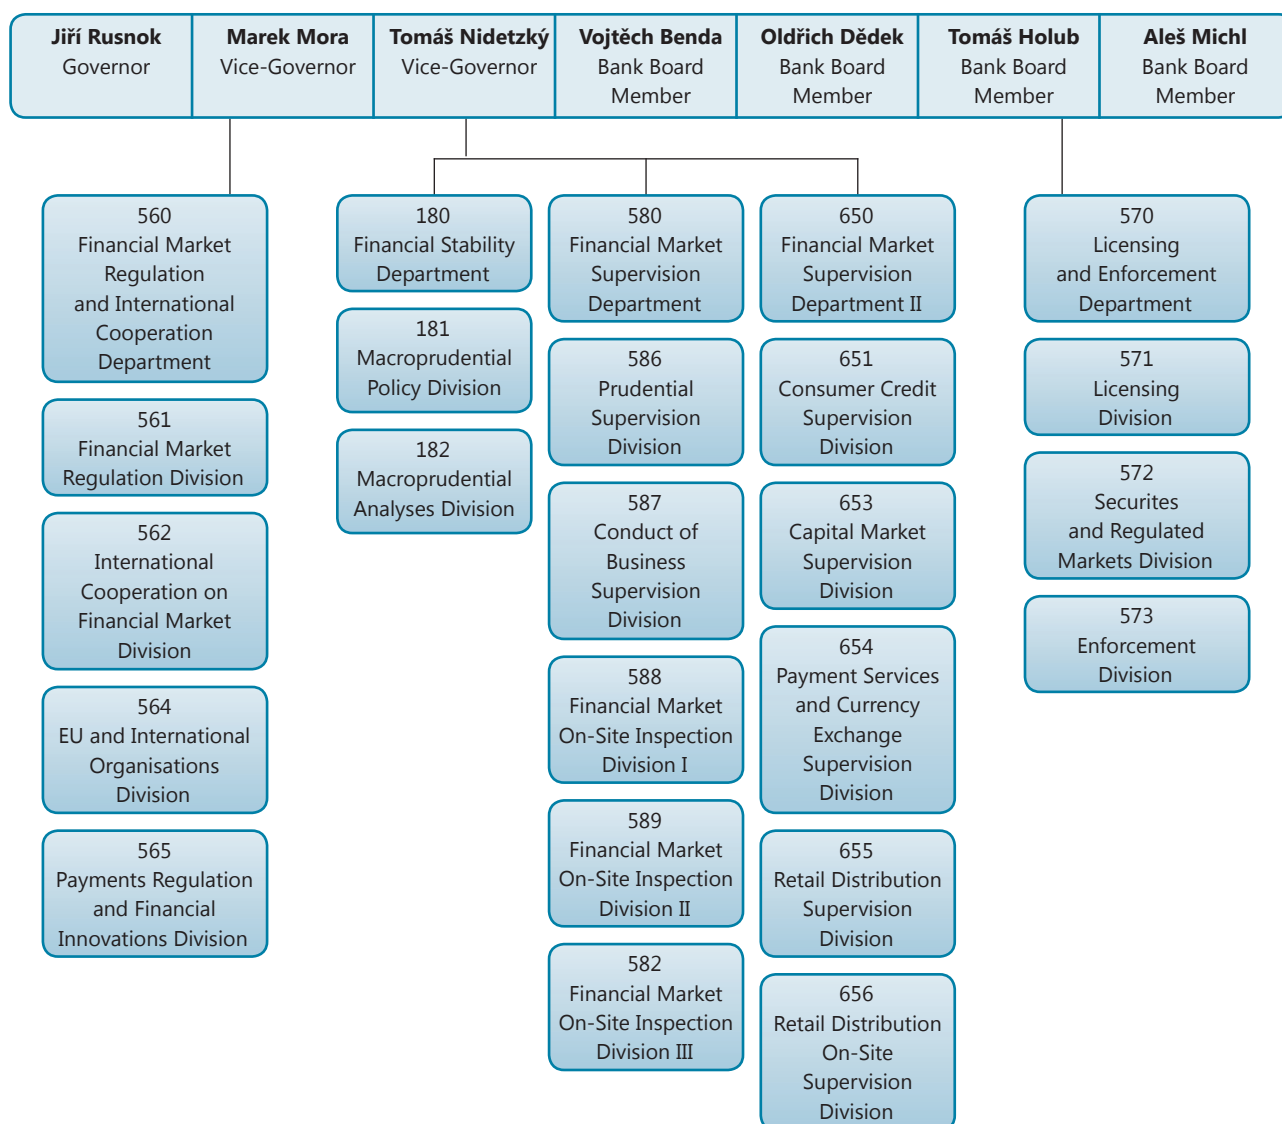 Jiří Rusnok
Governor
Marek Mora
Vice-Governor
Tomáš Nidetzký
Vice-Governor
Vojtěch Benda
Bank Board
Member
Oldřich Dědek
Bank Board
Member
Tomáš Holub
Bank Board
Member
Aleš Michl
Bank Board
Member
560
Financial Market
Regulation
and International
Cooperation
Department
561
Financial Market
Regulation Division
562
International
Cooperation on
Financial Market
Division
564
EU and International
Organisations
Division
565
Payments Regulation
and Financial
Innovations Division
180
Financial Stability
Department
181
Macroprudential
Policy Division
182
Macroprudential
Analyses Division
580
Financial Market
Supervision
Department
586
Prudential
Supervision
Division
587
Conduct of
Business
Supervision
Division
588
Financial Market
On-Site Inspection
Division I
589
Financial Market
On-Site Inspection
Division II
582
Financial Market
On-Site Inspection
Division III
650
Financial Market
Supervision
Department II
651
Consumer Credit
Supervision
Division
653
Capital Market
Supervision
Division
654
Payment Services
and Currency
Exchange
Supervision
Division
655
Retail Distribution
Supervision
Division
656
Retail Distribution
On-Site
Supervision
Division
570
Licensing
and Enforcement
Department
571
Licensing
Division
572
Securites
and Regulated
Markets Division
573
Enforcement
Division